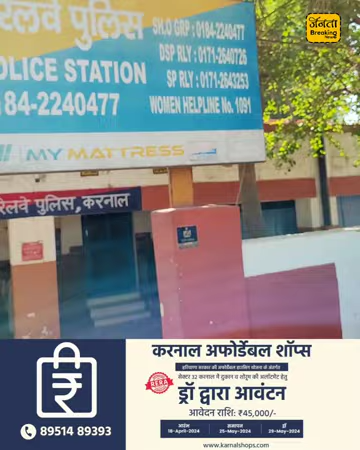 जनता
Breaking
रेलवे पुलिस
SH.O GRP : 0184-2240477
DSP RLY : 0171-2640726
SP RLY : 0171-2643253
WOMEN HELPLINE No. 1091
OLICE STATION
84-2240477
MY MATTRESS
रेलवे पुलिस, करनाल
करनाल अफोर्डेबल शॉप्स
हरियाणा सरकार की अफोर्डेबल हाउसिंग योजना के अंतर्गत
सेक्टर 32 करनाल में दुकान व शोरूम की अलॉटमेंट हेतु
RERA
ड्रॉ द्वारा आवंटन
आवेदन राशि: ₹45,000/-
आरंभ
18-April-2024
समापन
25-May-2024
ड्रॉ
29-May-2024
89514 89393
www.karnalshops.com